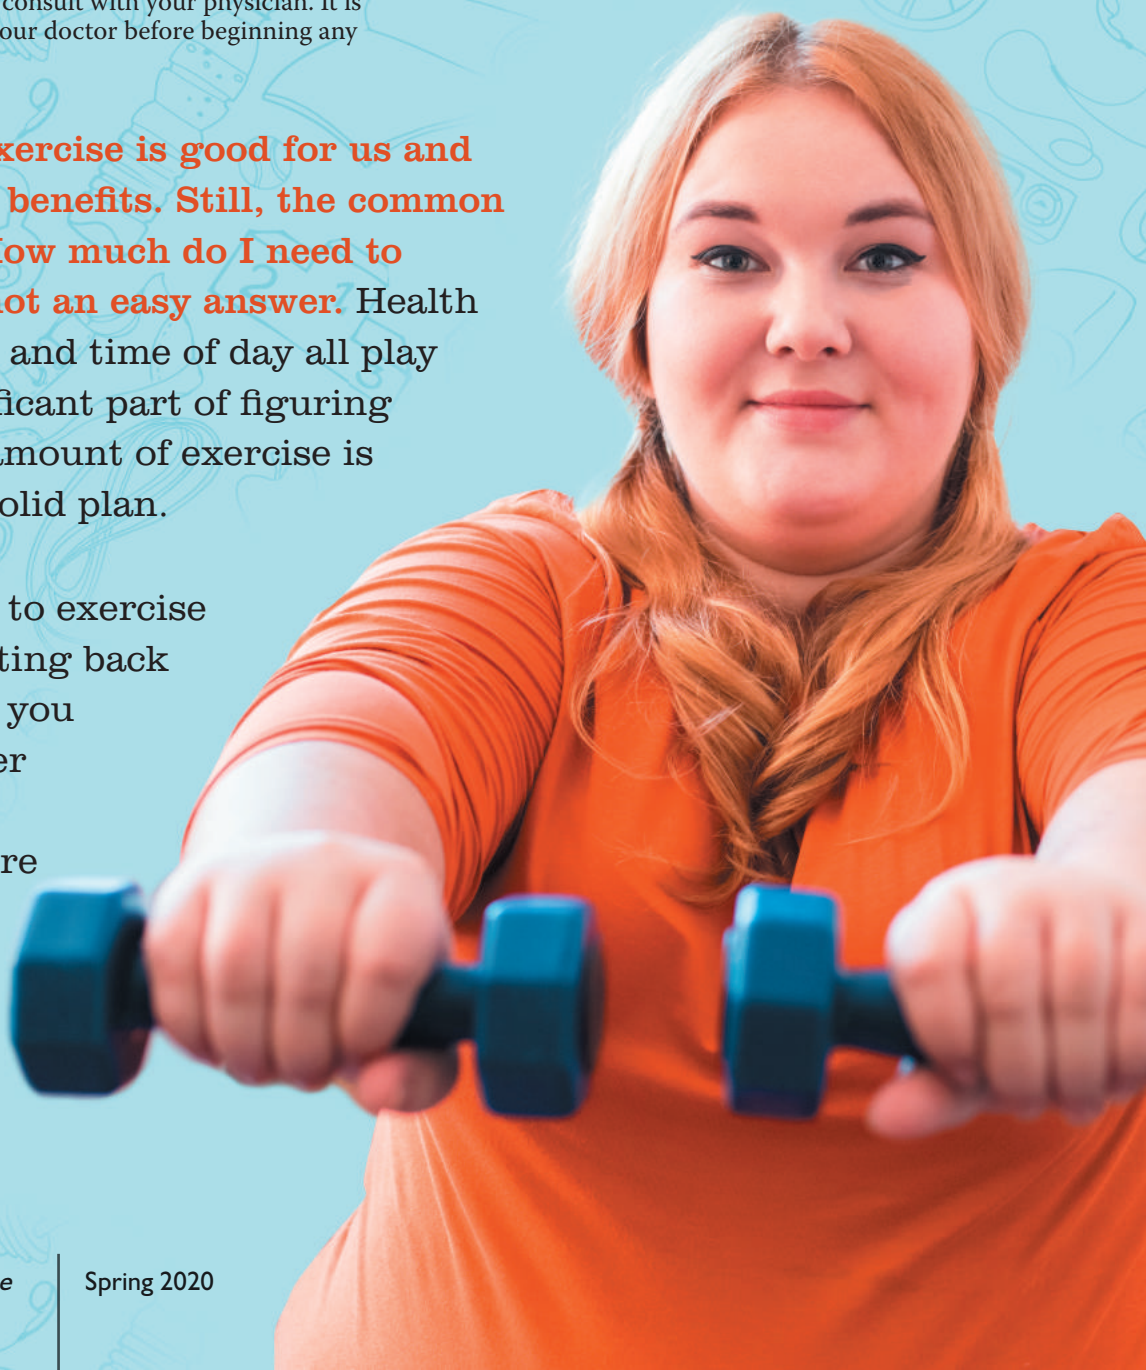 consult with your physician. It is
our doctor before beginning any
xercise is good for us and
benefits. Still, the common
How much do I need to
not an easy answer. Health
and time of day all play
ficant part of figuring
amount of exercise is
olid plan.
to exercise
ting back
you
er
re
e
Spring 2020